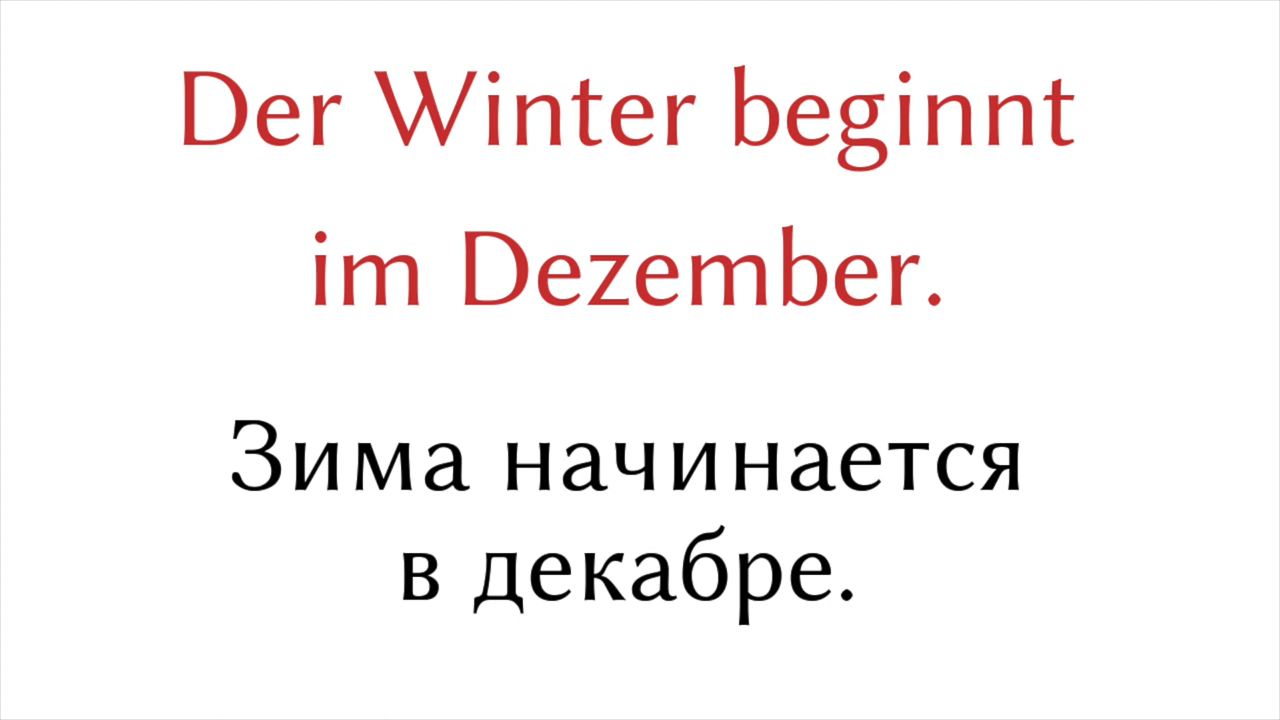 Der Winter beginnt
im Dezember.
Зима начинается
в декабре.